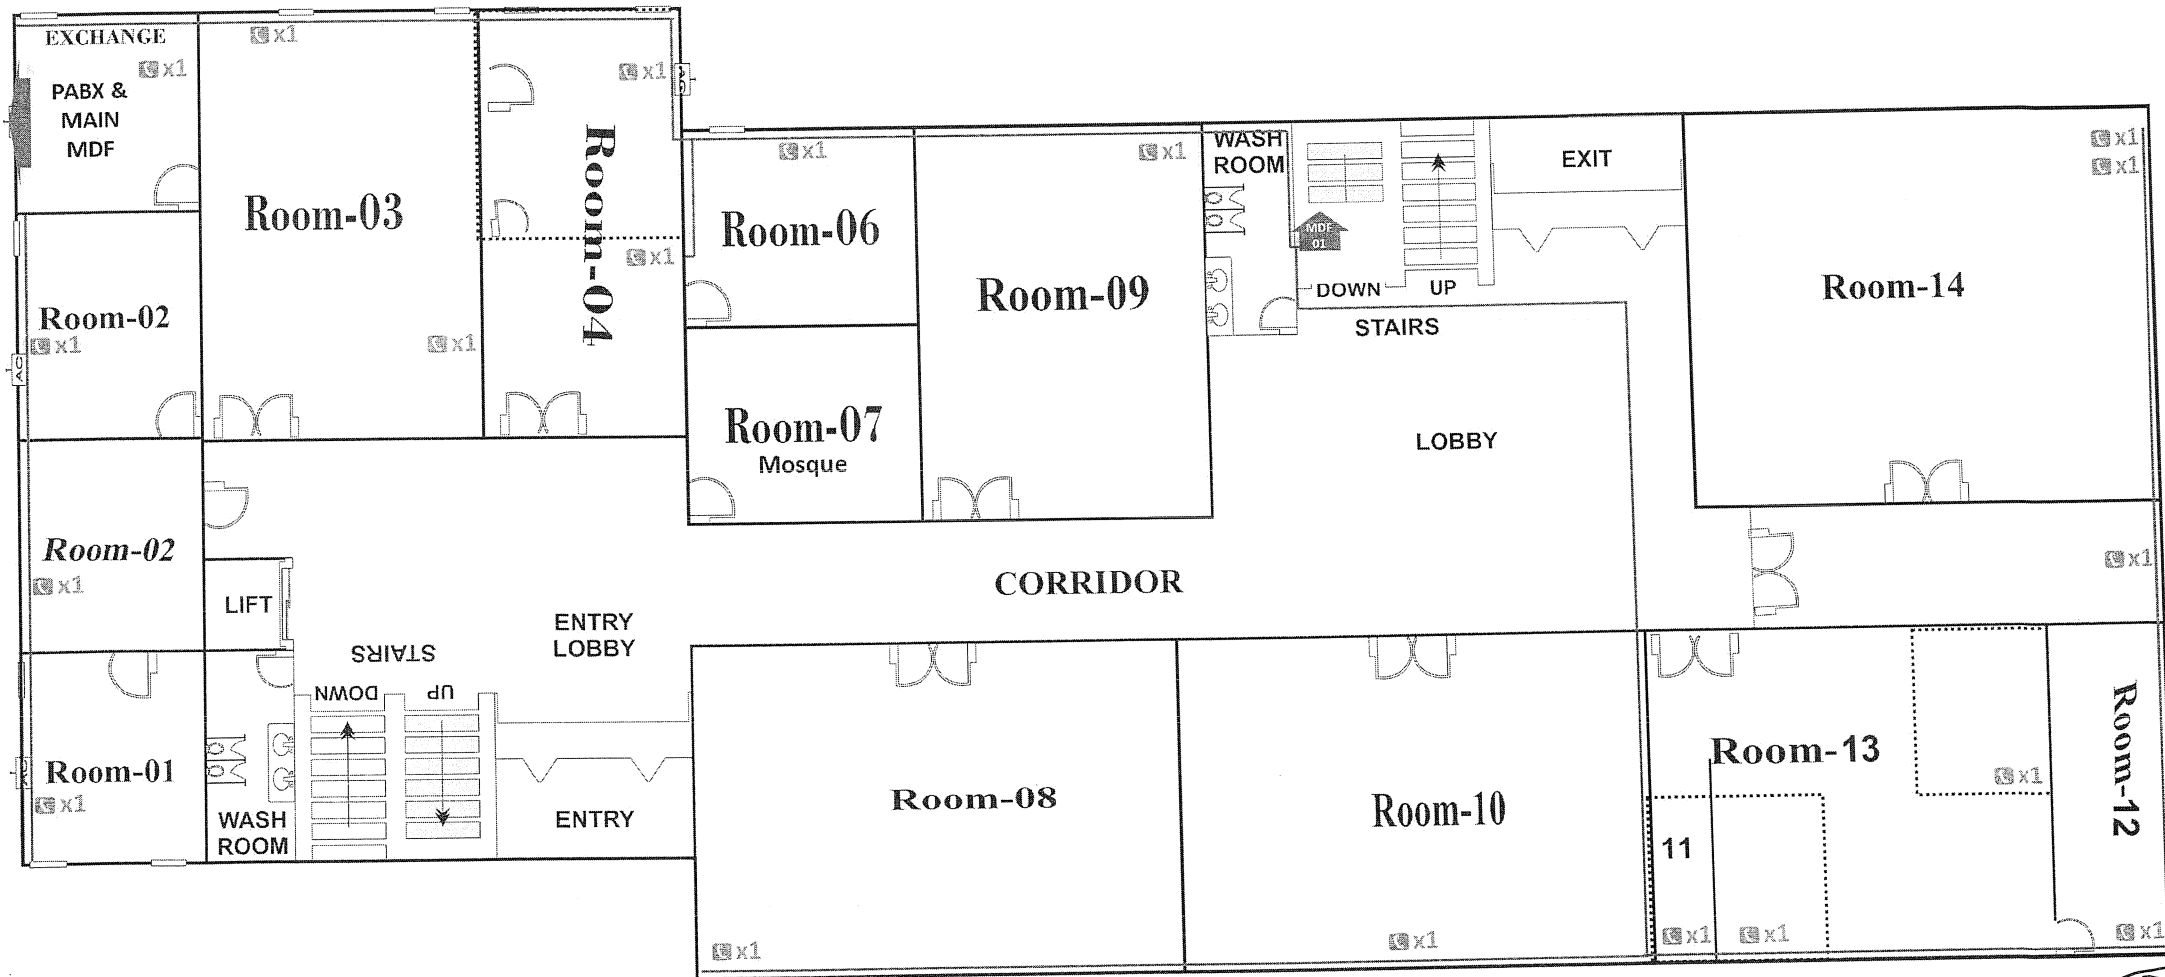 EXCHANGE
x1
x1
PABX &
MAIN
MDF
x1
Room-03
Room-04
x1
x1
WASH
ROOM
EXIT
x1
x1
x1
x1
Room-06
Room-09
MDF
01
DOWN
UP
STAIRS
Room-14
Room-02
x1
AC
x1
Room-07
Mosque
LOBBY
Room-02
x1
CORRIDOR
x1
LIFT
ENTRY
LOBBY
STAIRS
DOWN
UP
Room-01
x1
AC
WASH
ROOM
ENTRY
Room-08
x1
Room-10
x1
Room-13
x1
11
x1
x1
Room-12
x1